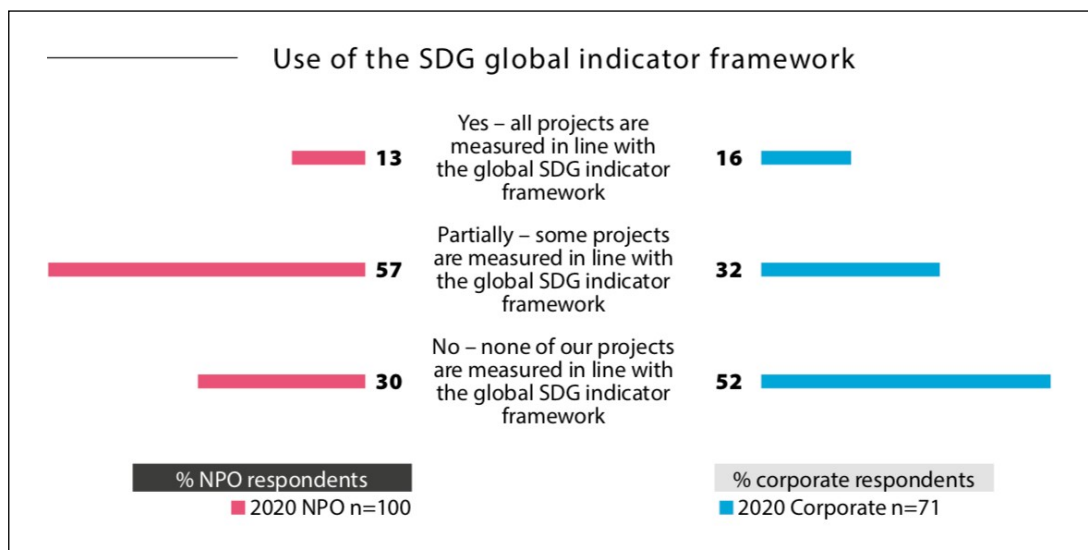 Use of the SDG global indicator framework
Yes – all projects are
measured in line with
the global SDG indicator
framework
13
16
Partially – some projects
are measured in line with
the global SDG indicator
framework
57
32
No – none of our projects
are measured in line with
the global SDG indicator
framework
30
52
% NPO respondents
2020 NPO n=100
% corporate respondents
2020 Corporate n=71